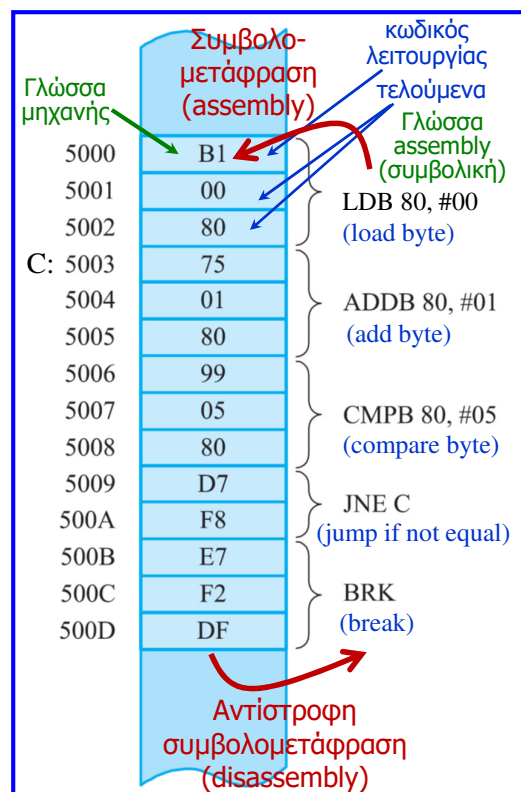 Συμβολο-
μετάφραση
(assembly)
κωδικός
λειτουργίας
τελούμενα
Γλώσσα
μηχανής
Γλώσσα
assembly
(συμβολική)
5000 B1
5001 00
5002 80
LDB 80, #00
(load byte)
C: 5003 75
5004 01
5005 80
ADDB 80, #01
(add byte)
5006 99
5007 05
5008 80
CMPB 80, #05
(compare byte)
5009 D7
500A F8
JNE C
(jump if not equal)
500B E7
500C F2
500D DF
BRK
(break)
Αντίστροφη
συμβολομετάφραση
(disassembly)